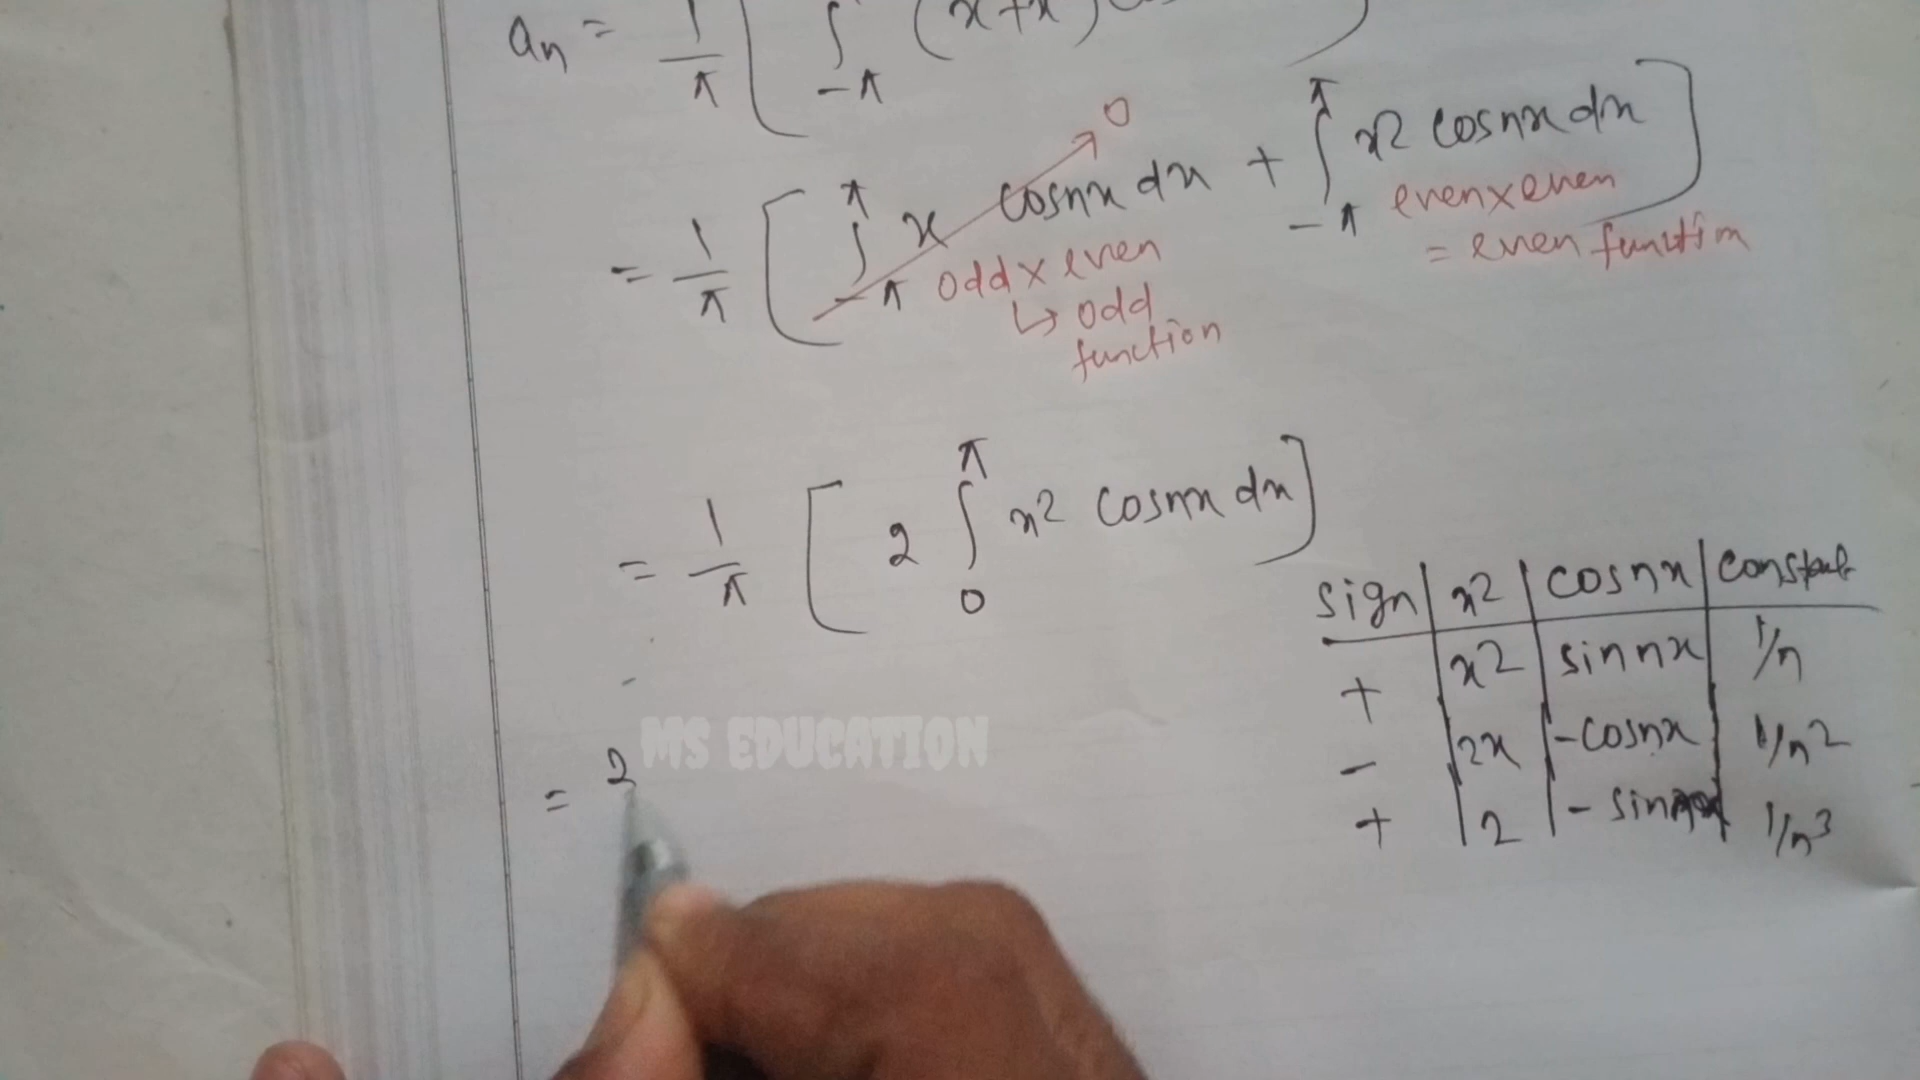 an = 1/π [ ∫ -π (x+x
= 1/π [ ∫ -π π x cosnx dx + ∫ -π π x2 cosnx dx ]
0
odd x even
↳ odd
function
even x even
= even function
= 1/π [ 2 ∫ 0 π x2 cosnx dx ]
sign | x2 | cosnx | constant
+ | x2 | sinnx | 1/n
- | 2x | -cosnx | 1/n2
+ | 2 | - sinnx | 1/n3
MS EDUCATION
= 2